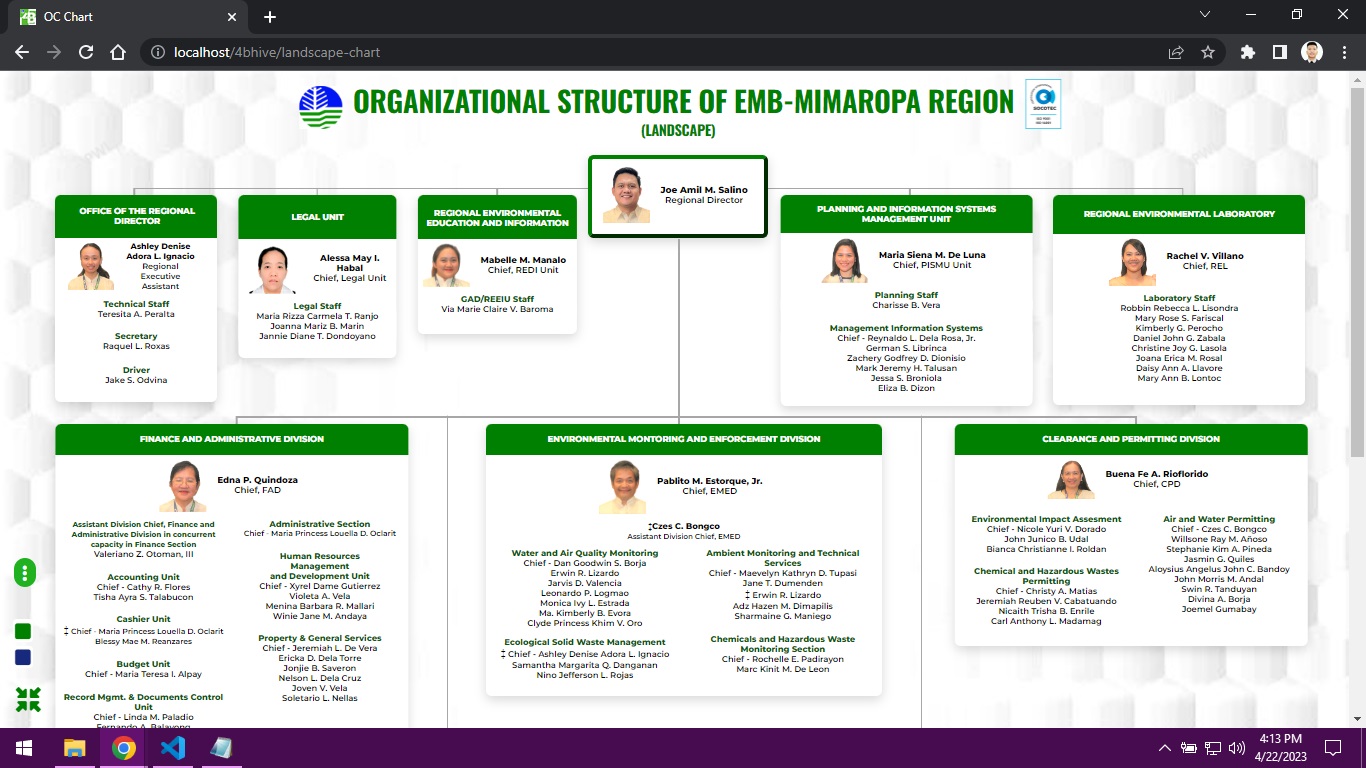 OC Chart
localhost/4bhive/landscape-chart
ORGANIZATIONAL STRUCTURE OF EMB-MIMAROPA REGION
(LANDSCAPE)
SOCOTEC
Joe Amil M. Salino
Regional Director
OFFICE OF THE REGIONAL
DIRECTOR
Ashley Denise
Adora L. Ignacio
Regional
Executive
Assistant
Technical Staff
Teresita A. Peralta
Secretary
Raquel L. Roxas
Driver
Jake S. Odvina
LEGAL UNIT
Alessa May I.
Habal
Chief, Legal Unit
Legal Staff
Maria Rizza Carmela T. Ranjo
Joanna Mariz B. Marin
Jannie Diane T. Dondoyano
REGIONAL ENVIRONMENTAL
EDUCATION AND INFORMATION
Mabelle M. Manalo
Chief, REDI Unit
GAD/REEIU Staff
Via Marie Claire V. Baroma
PLANNING AND INFORMATION SYSTEMS
MANAGEMENT UNIT
Maria Siena M. De Luna
Chief, PISMU Unit
Planning Staff
Charisse B. Vera
Management Information Systems
Chief - Reynaldo L. Dela Rosa, Jr.
German S. Librinca
Zachery Godfrey D. Dionisio
Mark Jeremy H. Talusan
Jessa S. Broniola
Eliza B. Dizon
REGIONAL ENVIRONMENTAL LABORATORY
Rachel V. Villano
Chief, REL
Laboratory Staff
Robbin Rebecca L. Lisondra
Mary Rose S. Fariscal
Kimberly G. Perocho
Daniel John G. Zabala
Christine Joy G. Lasola
Joana Erica M. Rosal
Daisy Ann A. Llavore
Mary Ann B. Lontoc
FINANCE AND ADMINISTRATIVE DIVISION
Edna P. Quindoza
Chief, FAD
Assistant Division Chief, Finance and
Administrative Division in concurrent
capacity in Finance Section
Valeriano Z. Otoman, III
Accounting Unit
Chief - Cathy R. Flores
Tisha Ayra S. Talabucon
Cashier Unit
‡ Chief - Maria Princess Louella D. Oclarit
Blessy Mae M. Reanzares
Budget Unit
Chief - Maria Teresa I. Alpay
Record Mgmt. & Documents Control
Unit
Chief - Linda M. Paladio
Fernando A. Balayong
Administrative Section
Chief - Maria Princess Louella D. Oclarit
Human Resources
Management
and Development Unit
Chief - Xyrel Dame Gutierrez
Violeta A. Vela
Menina Barbara R. Mallari
Winie Jane M. Andaya
Property & General Services
Chief - Jeremiah L. De Vera
Ericka D. Dela Torre
Jonjie B. Saveron
Nelson L. Dela Cruz
Joven V. Vela
Soletario L. Nellas
ENVIRONMENTAL MONTORING AND ENFORCEMENT DIVISION
Pablito M. Estorque, Jr.
Chief, EMED
‡Czes C. Bongco
Assistant Division Chief, EMED
Water and Air Quality Monitoring
Chief - Dan Goodwin S. Borja
Erwin R. Lizardo
Jarvis D. Valencia
Leonardo P. Logmao
Monica Ivy L. Estrada
Ma. Kimberly B. Evora
Clyde Princess Khim V. Oro
Ecological Solid Waste Management
‡ Chief - Ashley Denise Adora L. Ignacio
Samantha Margarita Q. Danganan
Nino Jefferson L. Rojas
Ambient Monitoring and Technical
Services
Chief - Maevelyn Kathryn D. Tupasi
Jane T. Dumenden
‡ Erwin R. Lizardo
Adz Hazen M. Dimapilis
Sharmaine G. Maniego
Chemicals and Hazardous Waste
Monitoring Section
Chief - Rochelle E. Padirayon
Marc Kinit M. De Leon
CLEARANCE AND PERMITTING DIVISION
Buena Fe A. Rioflorido
Chief, CPD
Environmental Impact Assesment
Chief - Nicole Yuri V. Dorado
John Junico B. Udal
Bianca Christianne I. Roldan
Chemical and Hazardous Wastes
Permitting
Chief - Christy A. Matias
Jeremiah Reuben V. Cabatuando
Nicaith Trisha B. Enrile
Carl Anthony L. Madamag
Air and Water Permitting
Chief - Czes C. Bongco
Willsone Ray M. Añoso
Stephanie Kim A. Pineda
Jasmin G. Quiles
Aloysius Angelus John C. Bandoy
John Morris M. Andal
Swin R. Tanduyan
Divina A. Borja
Joemel Gumabay
4:13 PM
4/22/2023